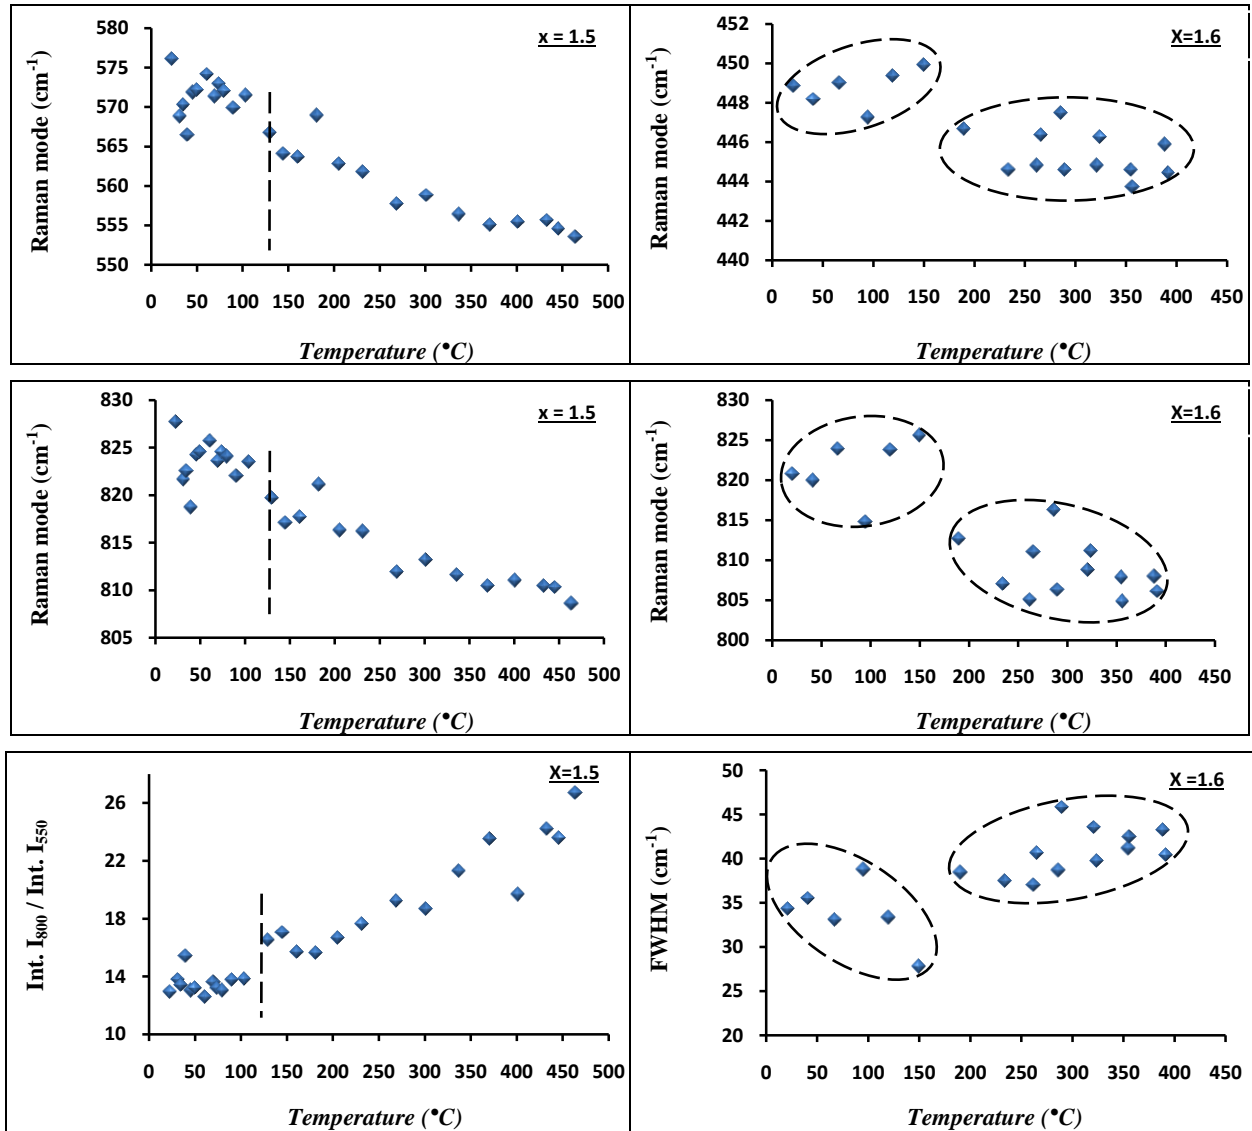 x = 1.5
Raman mode (cm⁻¹)
580
575
570
565
560
555
550
0 50 100 150 200 250 300 350 400 450 500
Temperature (°C)
X=1.6
Raman mode (cm⁻¹)
452
450
448
446
444
442
440
0 50 100 150 200 250 300 350 400 450
Temperature (°C)
x = 1.5
Raman mode (cm⁻¹)
830
825
820
815
810
805
0 50 100 150 200 250 300 350 400 450 500
Temperature (°C)
X=1.6
Raman mode (cm⁻¹)
830
825
820
815
810
805
800
0 50 100 150 200 250 300 350 400 450
Temperature (°C)
X=1.5
Int. I₈₀₀ / Int. I₅₅₀
26
22
18
14
10
0 50 100 150 200 250 300 350 400 450 500
Temperature (°C)
X =1.6
FWHM (cm⁻¹)
50
45
40
35
30
25
20
0 50 100 150 200 250 300 350 400 450
Temperature (°C)